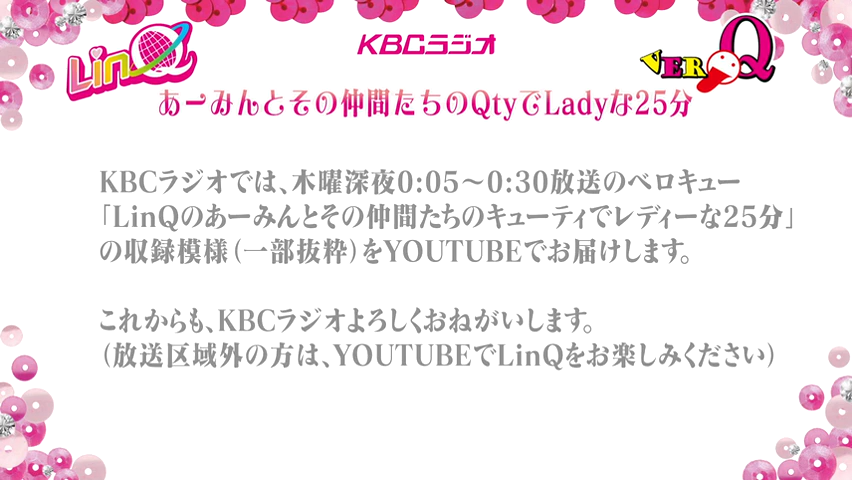 LinQ
KBCラジオ
VERQ
あーみんとその仲間たちのQtyでLadyな25分
KBCラジオでは、木曜深夜0:05〜0:30放送のベロキュー
「LinQのあーみんとその仲間たちのキューティでレディーな25分」
の収録模様（一部抜粋）をYOUTUBEでお届けします。
これからも、KBCラジオよろしくおねがいします。
（放送区域外の方は、YOUTUBEでLinQをお楽しみください）